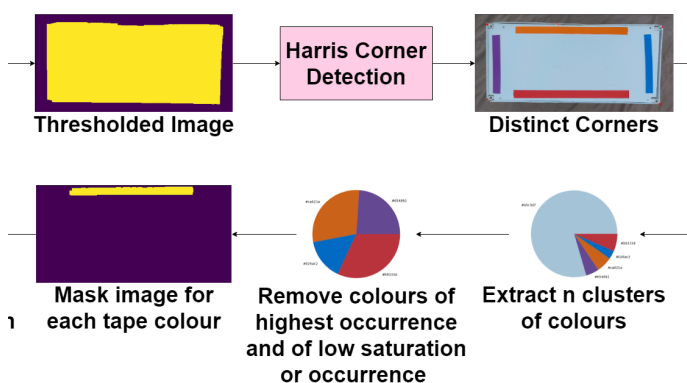 Harris Corner
Detection
Thresholded Image
Distinct Corners
n
Mask image for
each tape colour
Remove colours of
highest occurrence
and of low saturation
or occurrence
Extract n clusters
of colours